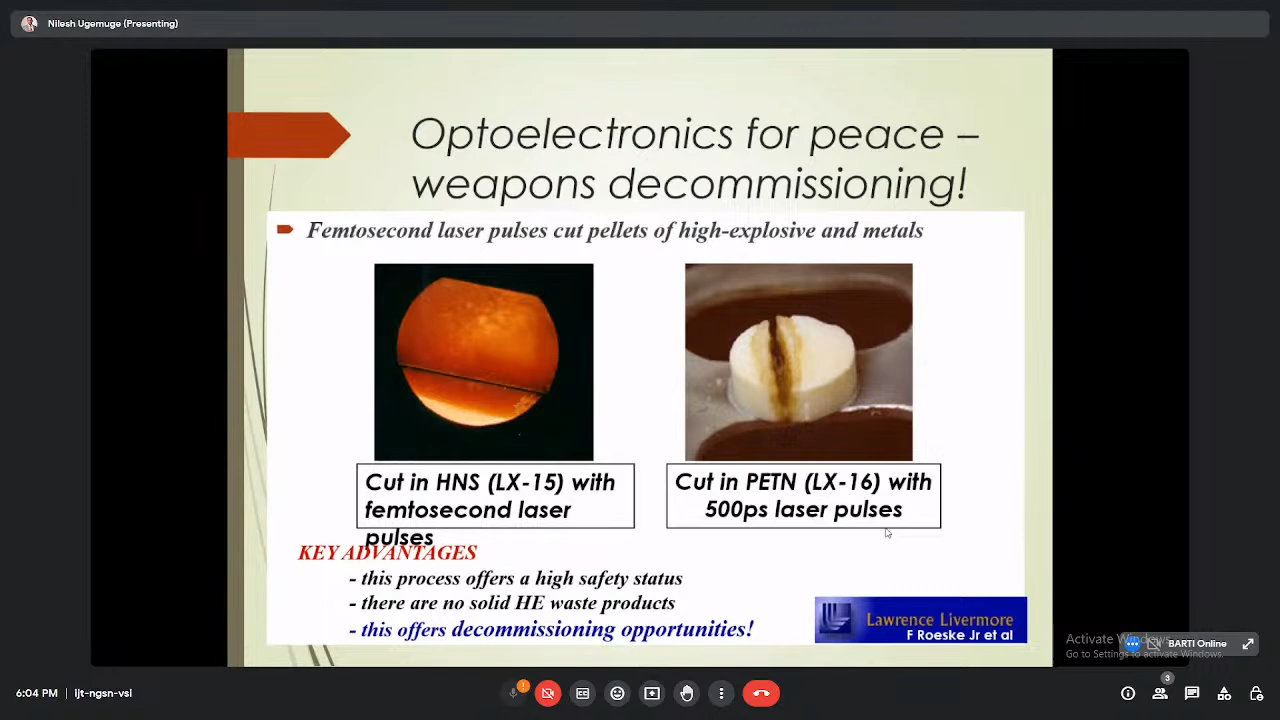 Nilesh Ugemuge (Presenting)
Optoelectronics for peace –
weapons decommissioning!
Femtosecond laser pulses cut pellets of high-explosive and metals
Cut in HNS (LX-15) with
femtosecond laser
pulses
Cut in PETN (LX-16) with
500ps laser pulses
KEY ADVANTAGES
- this process offers a high safety status
- there are no solid HE waste products
- this offers decommissioning opportunities!
Lawrence Livermore
F Roeske Jr et al
Activate Windows
Go to Settings to activate Windows.
BARTI Online
6:04 PM | ljt-ngsn-vsl
3